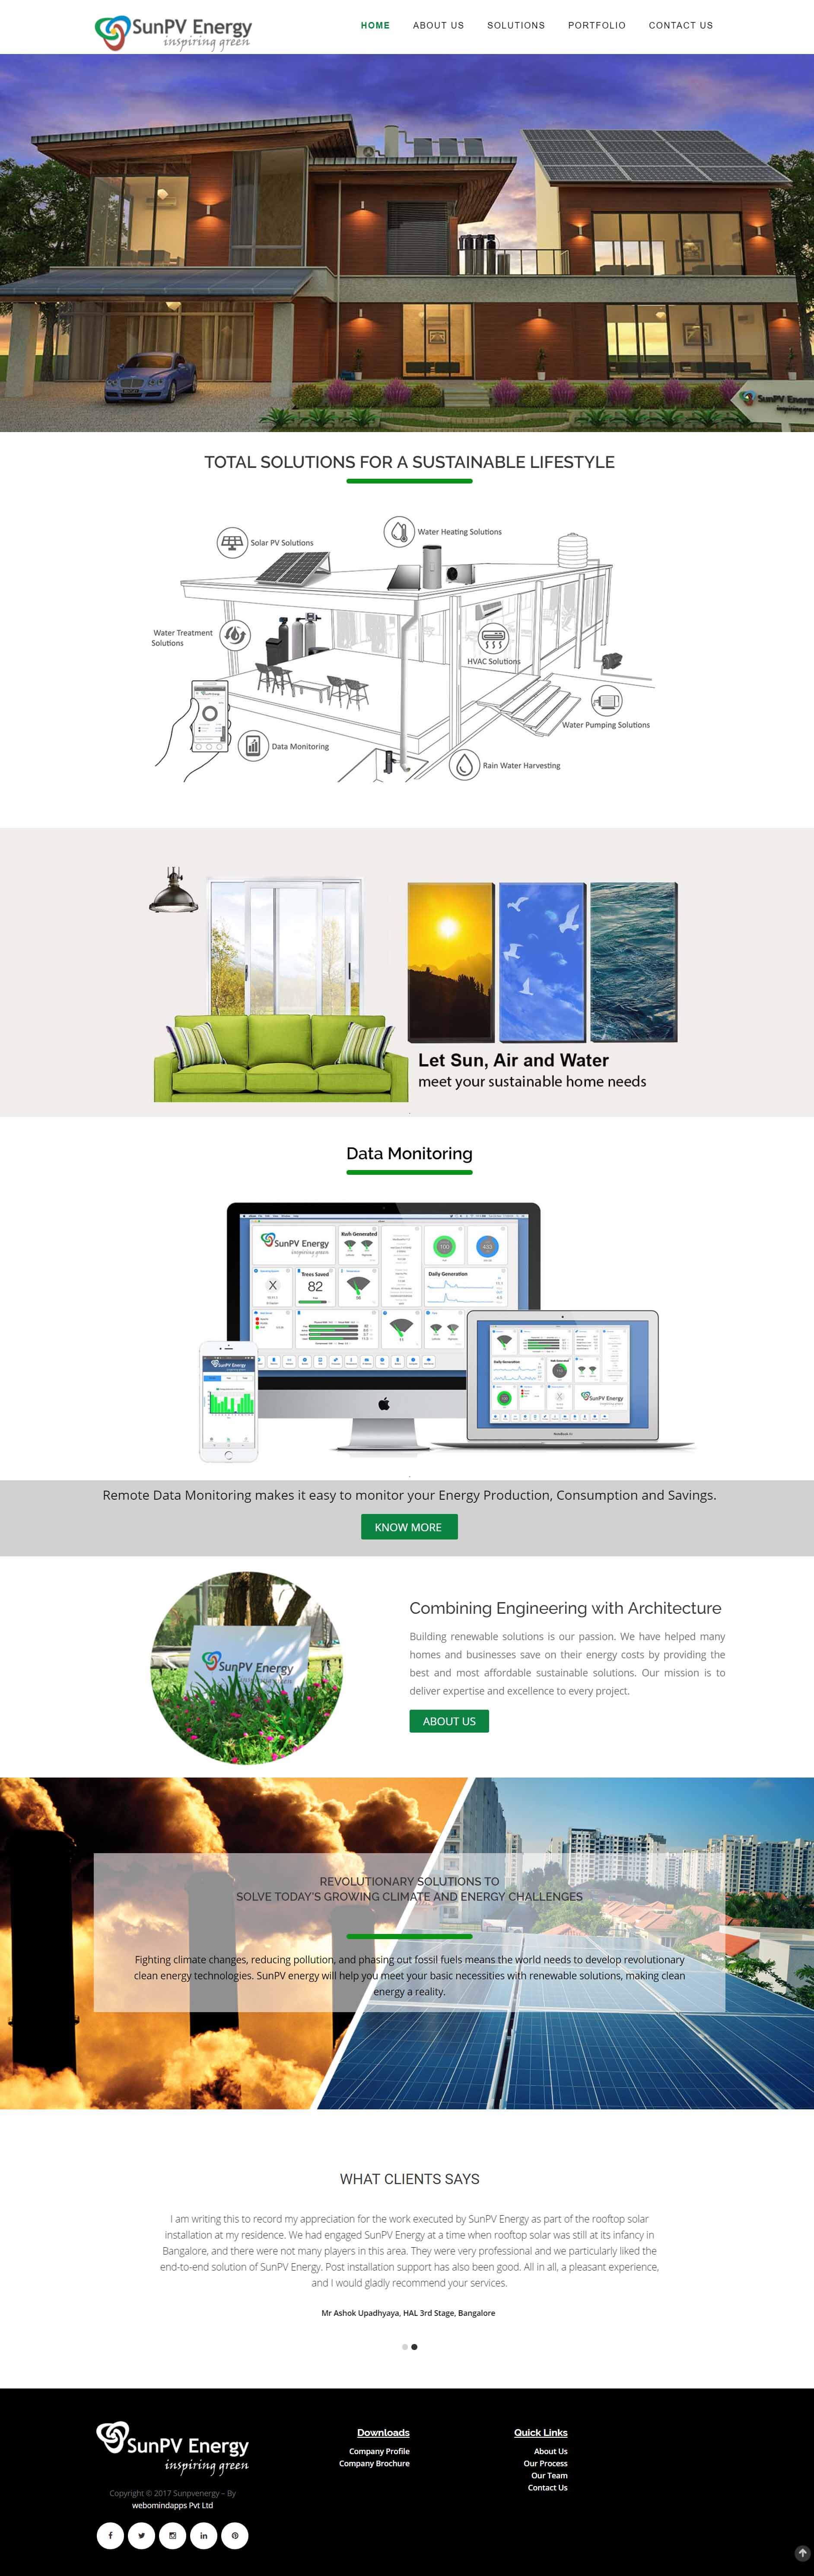 SunPV Energy
inspiring green
HOME ABOUT US SOLUTIONS PORTFOLIO CONTACT US
SunPV Energ
inspiring gree
TOTAL SOLUTIONS FOR A SUSTAINABLE LIFESTYLE
Solar PV Solutions
Water Heating Solutions
Water Treatment
Solutions
HVAC Solutions
Water Pumping Solutions
Data Monitoring
Rain Water Harvesting
Let Sun, Air and Water
meet your sustainable home needs
Data Monitoring
SunPV Energy
inspiring green
Kwh Generated
Trees Saved
82
Daily Generation
SunPV Energy
Daily Generation
SunPV Energy
Remote Data Monitoring makes it easy to monitor your Energy Production, Consumption and Savings.
KNOW MORE
SunPV Energy
Combining Engineering with Architecture
Building renewable solutions is our passion. We have helped many
homes and businesses save on their energy costs by providing the
best and most affordable sustainable solutions. Our mission is to
deliver expertise and excellence to every project.
ABOUT US
REVOLUTIONARY SOLUTIONS TO
SOLVE TODAY'S GROWING CLIMATE AND ENERGY CHALLENGES
Fighting climate changes, reducing pollution, and phasing out fossil fuels means the world needs to develop revolutionary
clean energy technologies. SunPV energy will help you meet your basic necessities with renewable solutions, making clean
energy a reality.
WHAT CLIENTS SAYS
I am writing this to record my appreciation for the work executed by SunPV Energy as part of the rooftop solar
installation at my residence. We had engaged SunPV Energy at a time when rooftop solar was still at its infancy in
Bangalore, and there were not many players in this area. They were very professional and we particularly liked the
end-to-end solution of SunPV Energy. Post installation support has also been good. All in all, a pleasant experience,
and I would gladly recommend your services.
Mr Ashok Upadhyaya, HAL 3rd Stage, Bangalore
SunPV Energy
inspiring green
Copyright © 2017 Sunpvenergy – By
webomindapps Pvt Ltd
Downloads
Company Profile
Company Brochure
Quick Links
About Us
Our Process
Our Team
Contact Us